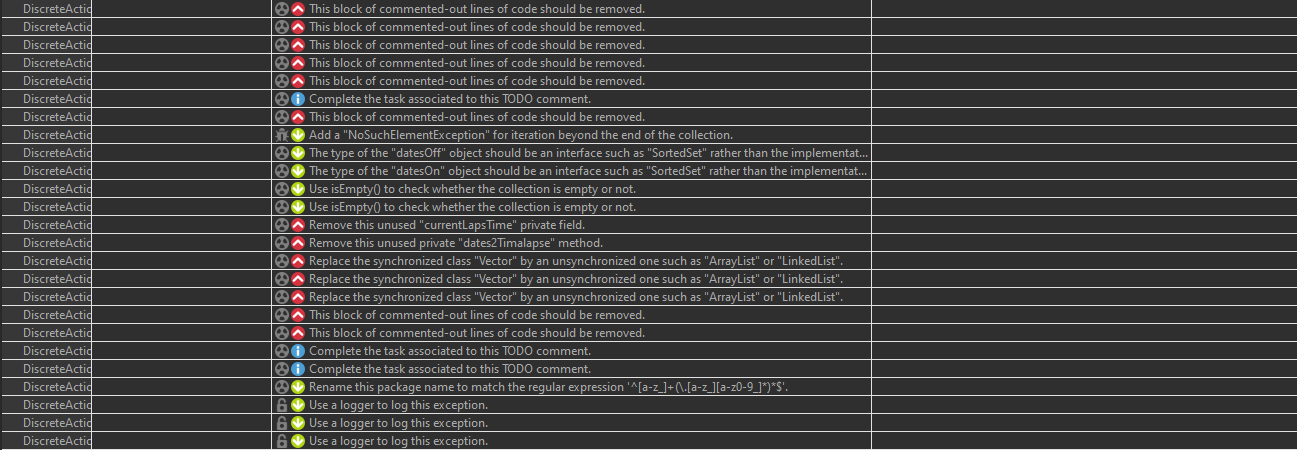 DiscreteActic This block of commented-out lines of code should be removed.
DiscreteActic This block of commented-out lines of code should be removed.
DiscreteActic This block of commented-out lines of code should be removed.
DiscreteActic This block of commented-out lines of code should be removed.
DiscreteActic This block of commented-out lines of code should be removed.
DiscreteActic Complete the task associated to this TODO comment.
DiscreteActic This block of commented-out lines of code should be removed.
DiscreteActic Add a "NoSuchElementException" for iteration beyond the end of the collection.
DiscreteActic The type of the "datesOff" object should be an interface such as "SortedSet" rather than the implementat...
DiscreteActic The type of the "datesOn" object should be an interface such as "SortedSet" rather than the implementat...
DiscreteActic Use isEmpty() to check whether the collection is empty or not.
DiscreteActic Use isEmpty() to check whether the collection is empty or not.
DiscreteActic Remove this unused "currentLapsTime" private field.
DiscreteActic Remove this unused private "dates2Timalapse" method.
DiscreteActic Replace the synchronized class "Vector" by an unsynchronized one such as "ArrayList" or "LinkedList".
DiscreteActic Replace the synchronized class "Vector" by an unsynchronized one such as "ArrayList" or "LinkedList".
DiscreteActic Replace the synchronized class "Vector" by an unsynchronized one such as "ArrayList" or "LinkedList".
DiscreteActic This block of commented-out lines of code should be removed.
DiscreteActic This block of commented-out lines of code should be removed.
DiscreteActic Complete the task associated to this TODO comment.
DiscreteActic Complete the task associated to this TODO comment.
DiscreteActic Rename this package name to match the regular expression '^[a-z_]+(\.[a-z_][a-z0-9_]*)*$'.
DiscreteActic Use a logger to log this exception.
DiscreteActic Use a logger to log this exception.
DiscreteActic Use a logger to log this exception.